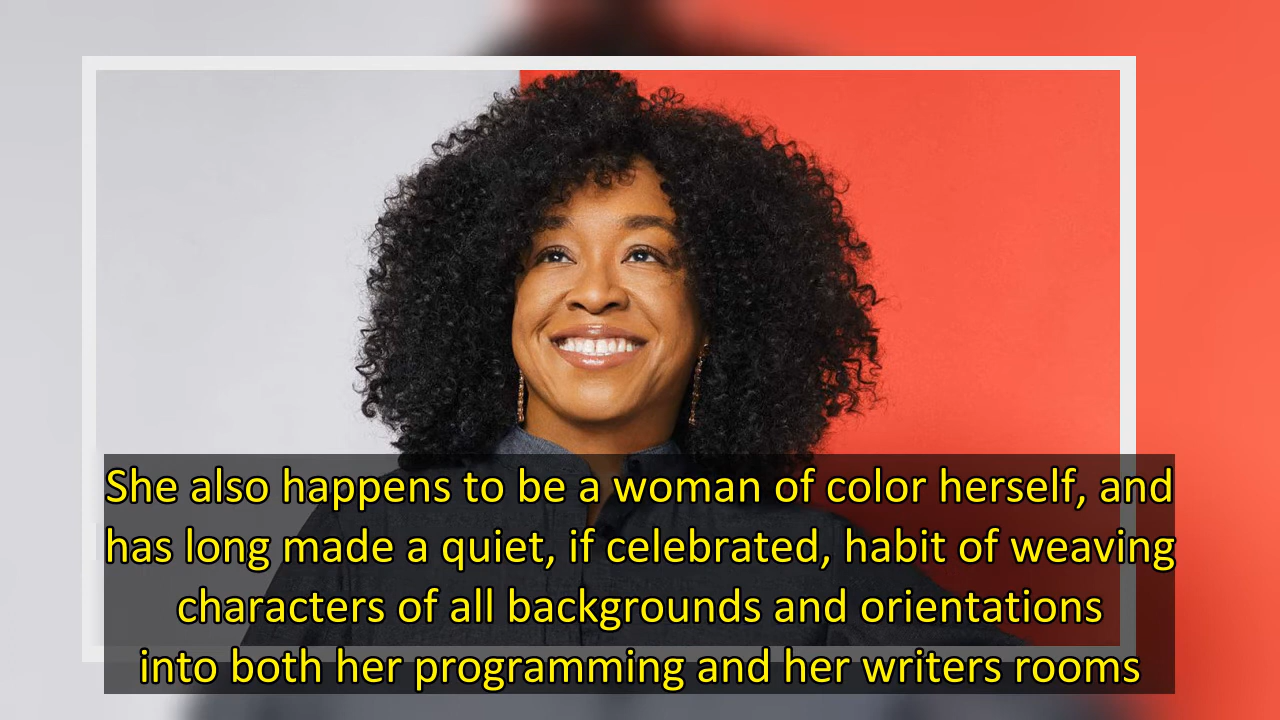 She also happens to be a woman of color herself, and
has long made a quiet, if celebrated, habit of weaving
characters of all backgrounds and orientations
into both her programming and her writers rooms